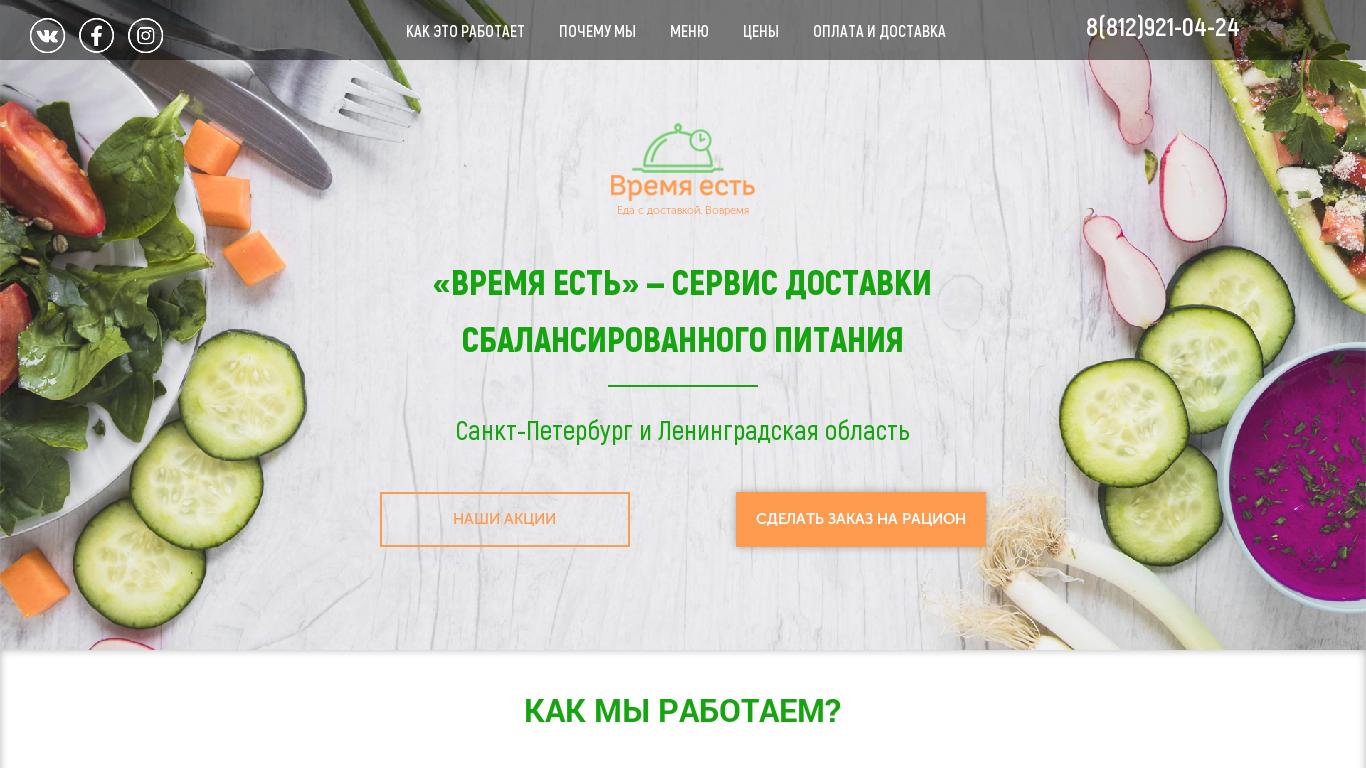 КАК ЭТО РАБОТАЕТ
ПОЧЕМУ МЫ
МЕНЮ
ЦЕНЫ
ОПЛАТА И ДОСТАВКА
8(812)921-04-24
Время есть
Еда с доставкой. Вовремя
«ВРЕМЯ ЕСТЬ» – СЕРВИС ДОСТАВКИ
СБАЛАНСИРОВАННОГО ПИТАНИЯ
Санкт-Петербург и Ленинградская область
НАШИ АКЦИИ
СДЕЛАТЬ ЗАКАЗ НА РАЦИОН
КАК МЫ РАБОТАЕМ?